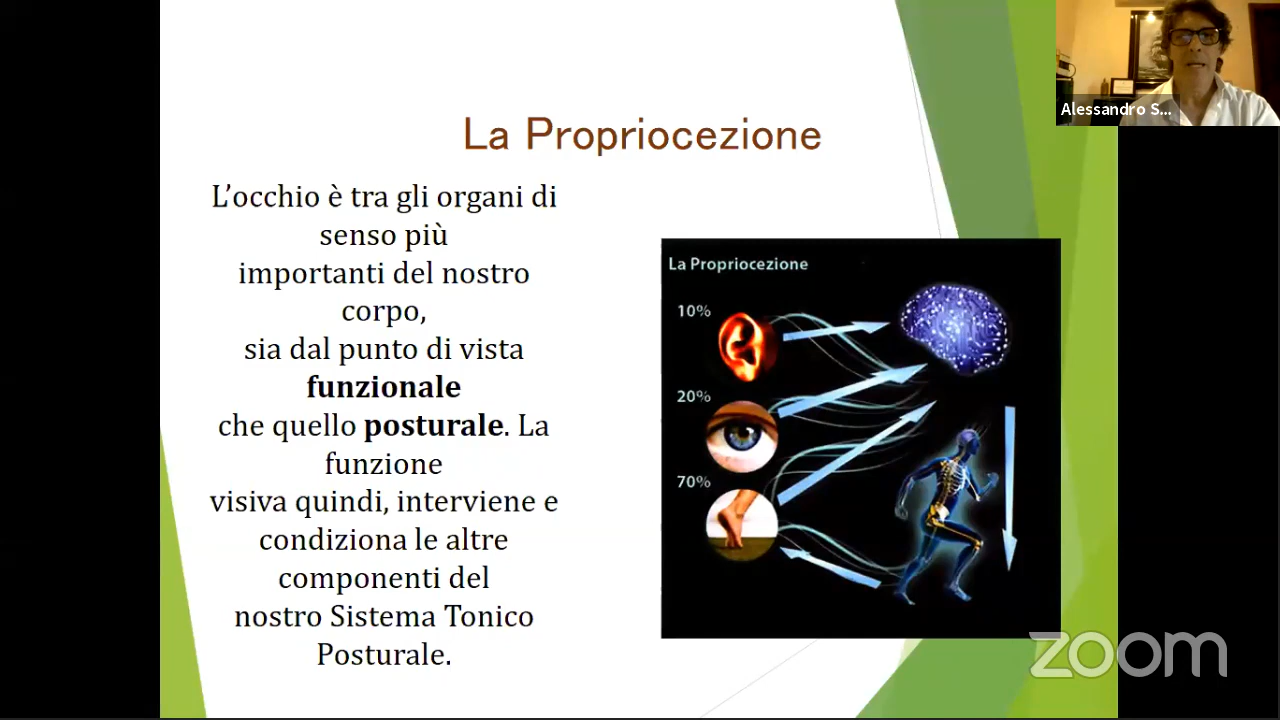 Alessandro S...
La Propriocezione
L’occhio è tra gli organi di
senso più
importanti del nostro
corpo,
sia dal punto di vista
funzionale
che quello posturale. La
funzione
visiva quindi, interviene e
condiziona le altre
componenti del
nostro Sistema Tonico
Posturale.
La Propriocezione
10%
20%
70%
zoom